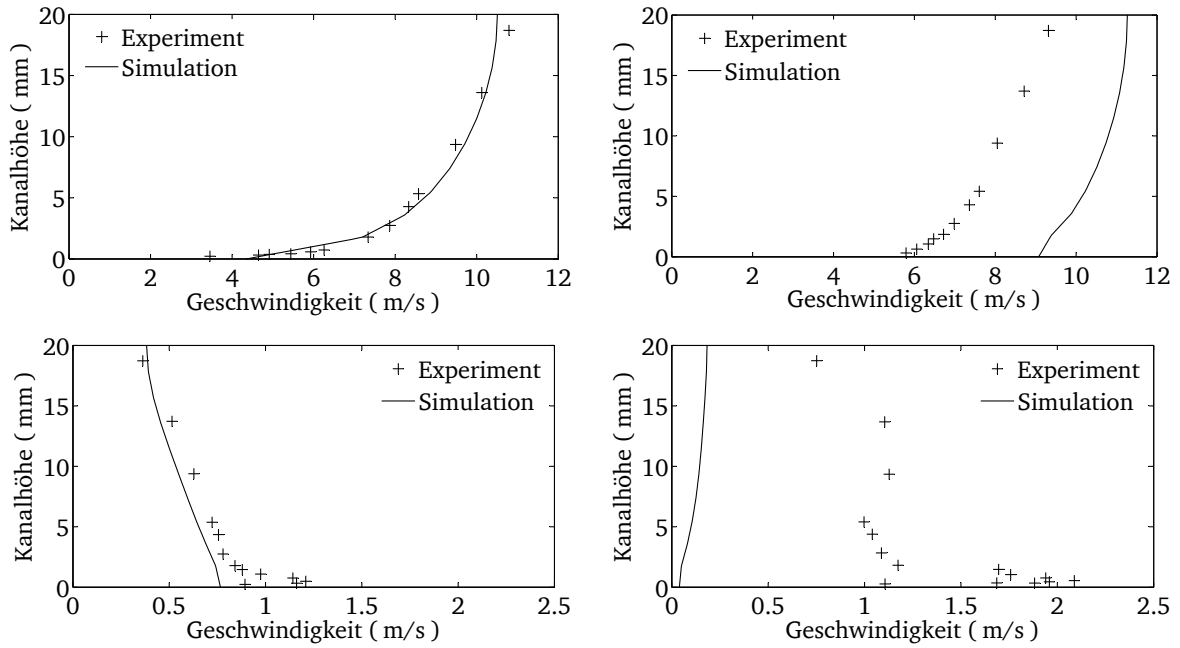 20
15
10
5
0
Kanalhöhe ( mm )
Experiment
Simulation
0 2 4 6 8 10 12
Geschwindigkeit ( m/s )
20
15
10
5
0
Kanalhöhe ( mm )
Experiment
Simulation
0 2 4 6 8 10 12
Geschwindigkeit ( m/s )
20
15
10
5
0
Kanalhöhe ( mm )
Experiment
Simulation
0 0.5 1 1.5 2 2.5
Geschwindigkeit ( m/s )
20
15
10
5
0
Kanalhöhe ( mm )
Experiment
Simulation
0 0.5 1 1.5 2 2.5
Geschwindigkeit ( m/s )